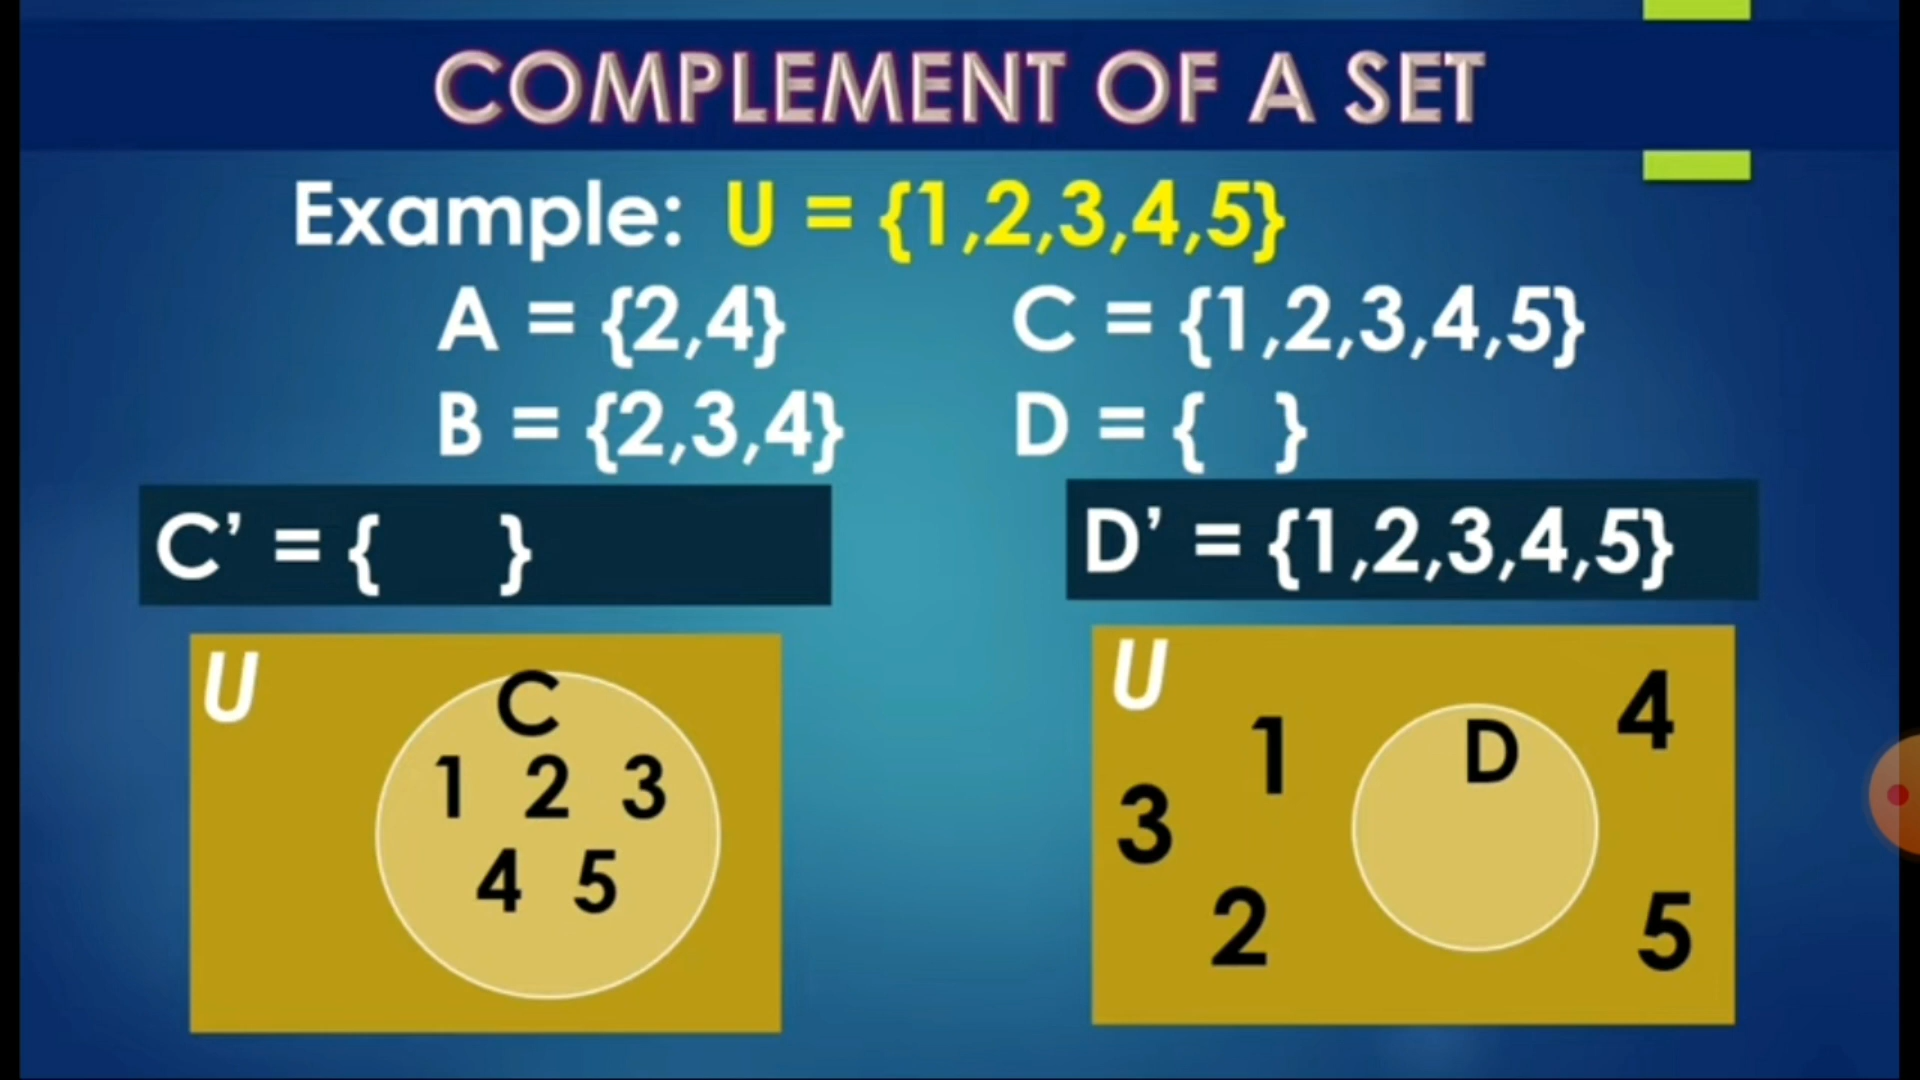 COMPLEMENT OF A SET
Example: U = {1,2,3,4,5}
A = {2,4}
C = {1,2,3,4,5}
B = {2,3,4}
D = { }
C’ = { }
D’ = {1,2,3,4,5}
U
C
1 2 3
4 5
U
4
1
D
3
2
5